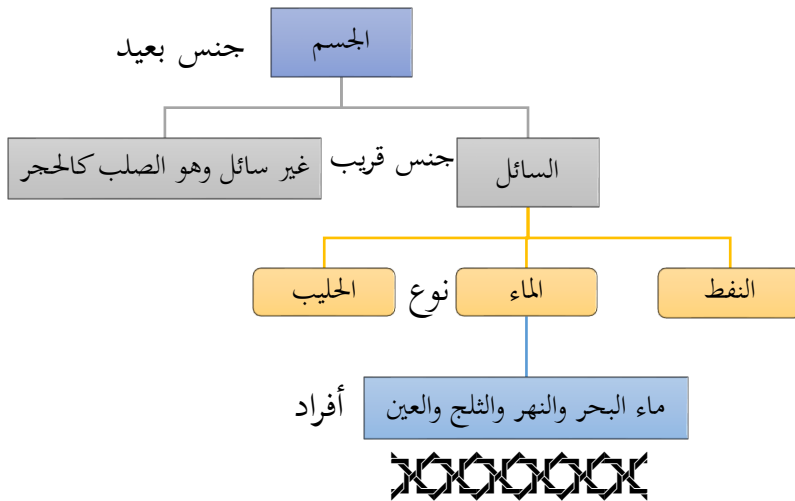 الجسم
جنس بعيد
السائل
جنس قريب
غير سائل وهو الصلب كالحجر
النفط
الماء
نوع
الحليب
ماء البحر والنهر والثلج والعين
أفراد